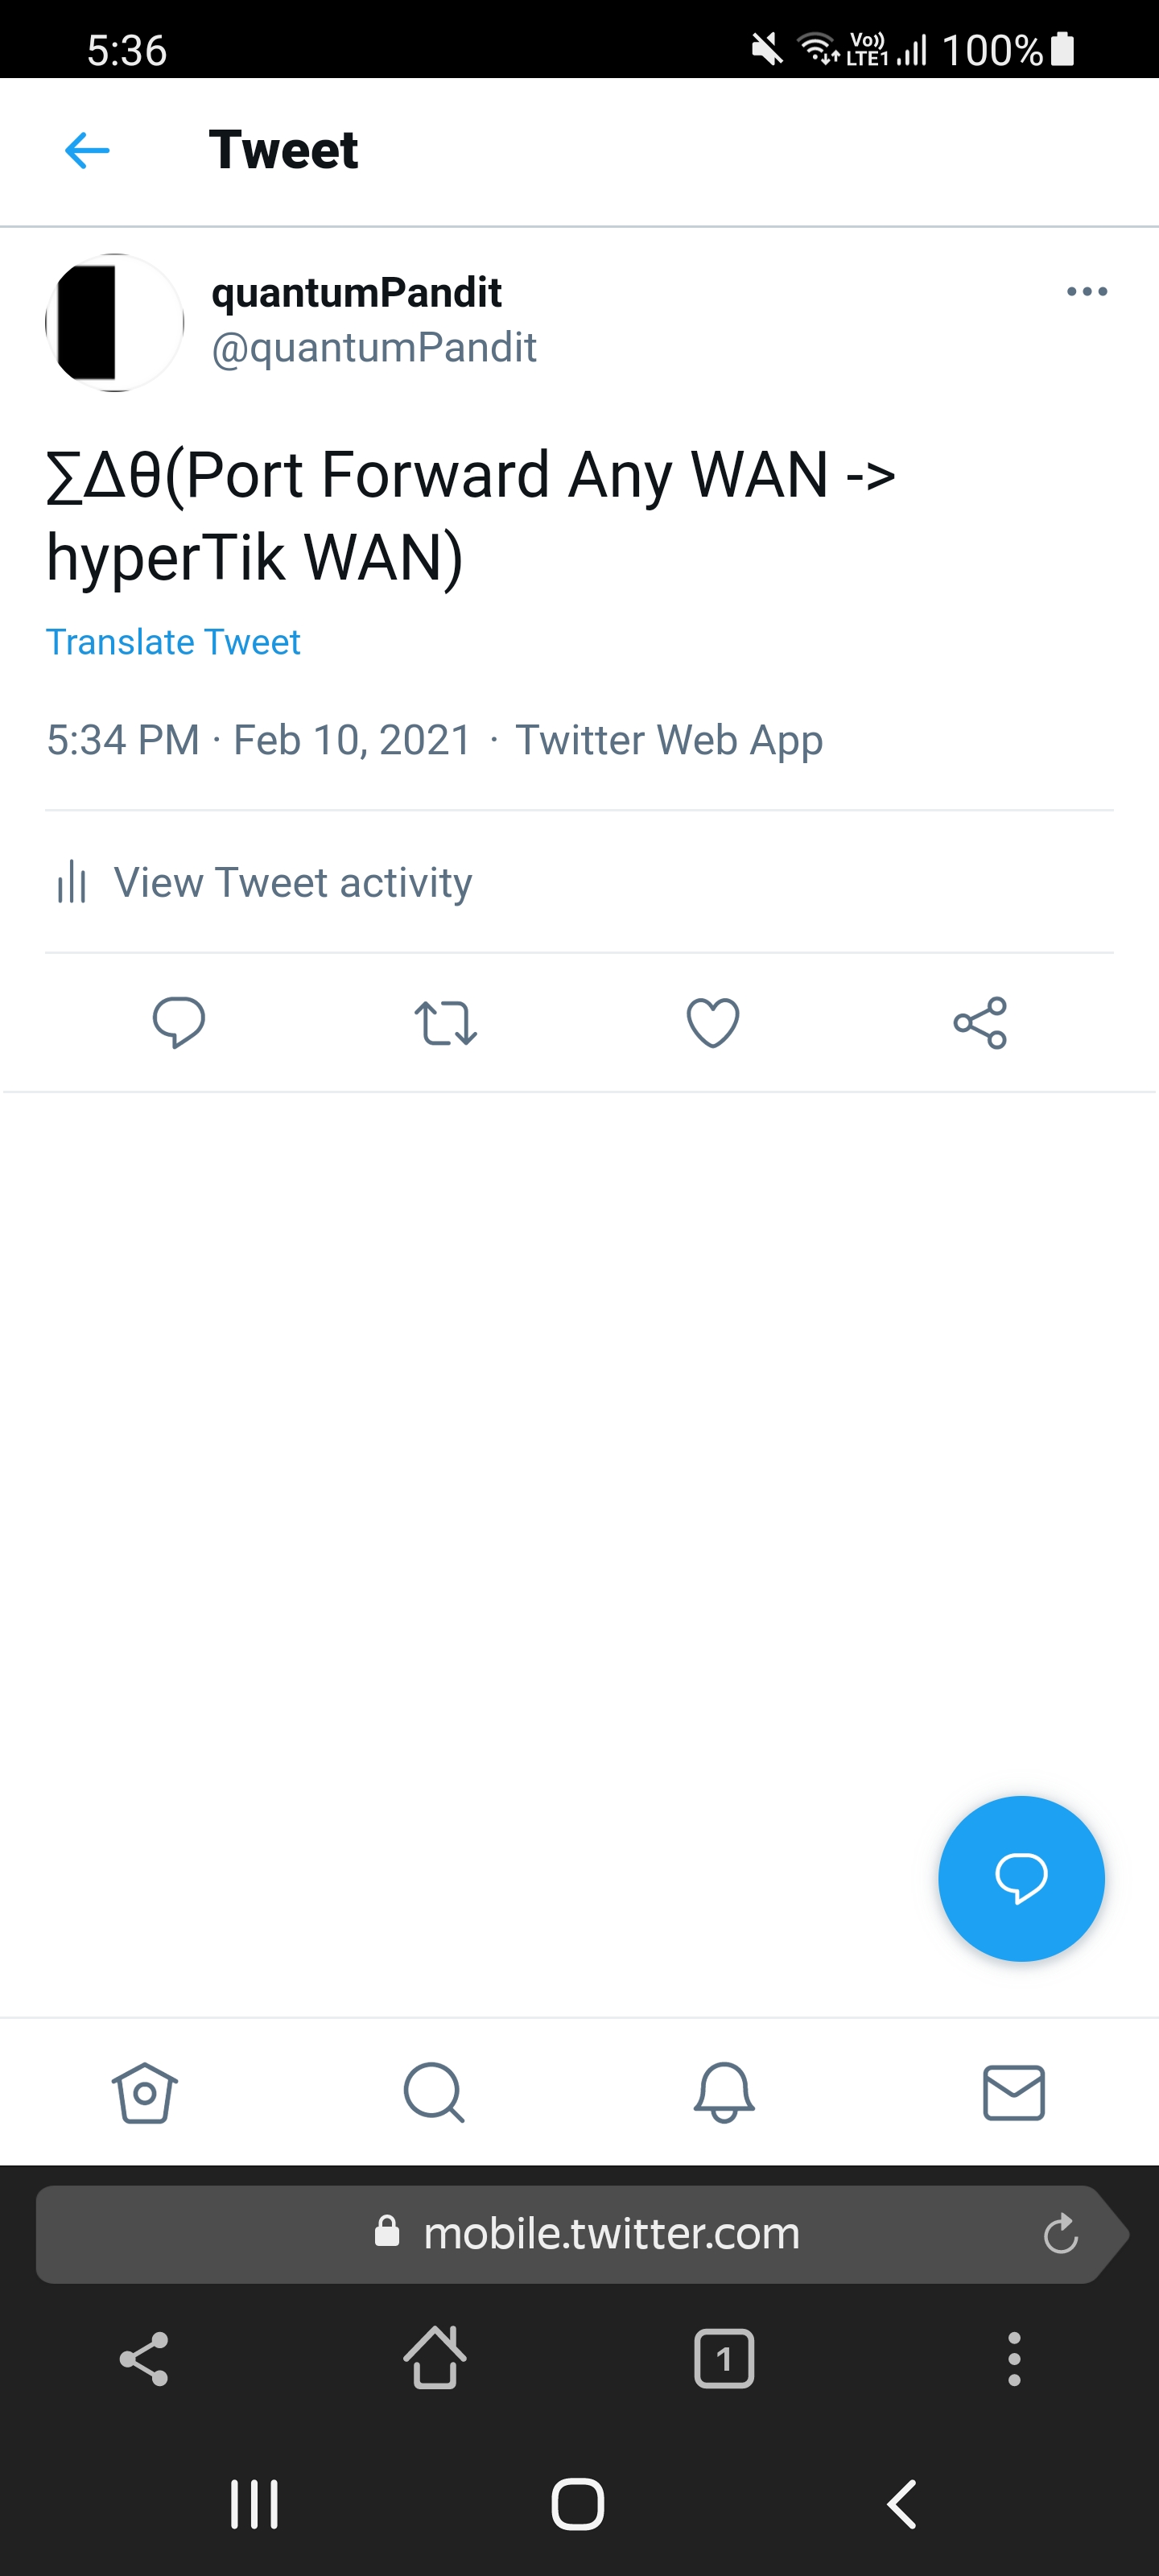 5:36
Vo)) LTE1 100%
Tweet
quantumPandit
@quantumPandit
∑Δθ(Port Forward Any WAN ->
hyperTik WAN)
Translate Tweet
5:34 PM · Feb 10, 2021 · Twitter Web App
View Tweet activity
mobile.twitter.com
1